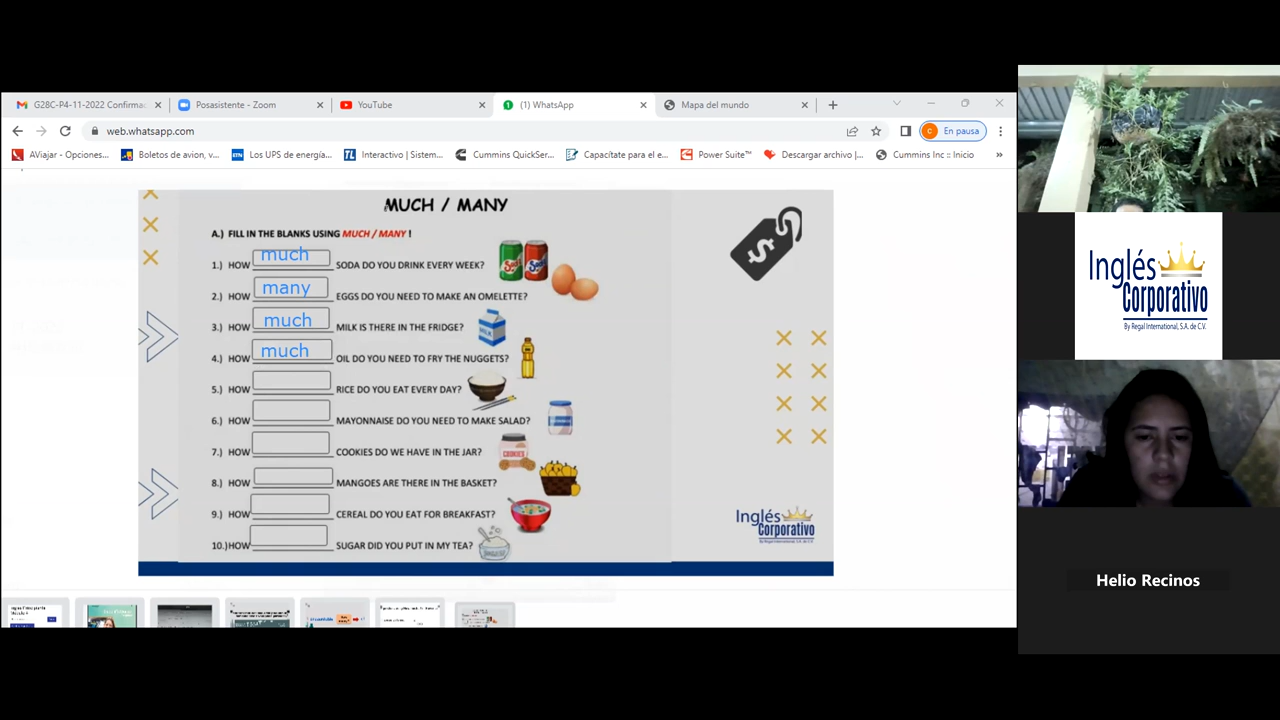 G28C-P4-11-2022 Confirma
Posasistente - Zoom
YouTube
(1) WhatsApp
Mapa del mundo
web.whatsapp.com
En pausa
AViajar - Opciones...
Boletos de avion, v...
Los UPS de energía...
Interactivo | Sistem...
Cummins QuickSer...
Capacítate para el e...
Power Suite™
Descargar archivo |...
Cummins Inc :: Inicio
MUCH / MANY
A.) FILL IN THE BLANKS USING MUCH / MANY !
1.) HOW much SODA DO YOU DRINK EVERY WEEK?
2.) HOW many EGGS DO YOU NEED TO MAKE AN OMELETTE?
3.) HOW much MILK IS THERE IN THE FRIDGE?
4.) HOW much OIL DO YOU NEED TO FRY THE NUGGETS?
5.) HOW RICE DO YOU EAT EVERY DAY?
6.) HOW MAYONNAISE DO YOU NEED TO MAKE SALAD?
7.) HOW COOKIES DO WE HAVE IN THE JAR?
8.) HOW MANGOES ARE THERE IN THE BASKET?
9.) HOW CEREAL DO YOU EAT FOR BREAKFAST?
10.)HOW SUGAR DID YOU PUT IN MY TEA?
MILK
COOKIES
$
Inglés
Corporativo
By Regal International, S.A. de C.V.
Inglés
Corporativo
By Regal International, S.A. de C.V.
Helio Recinos